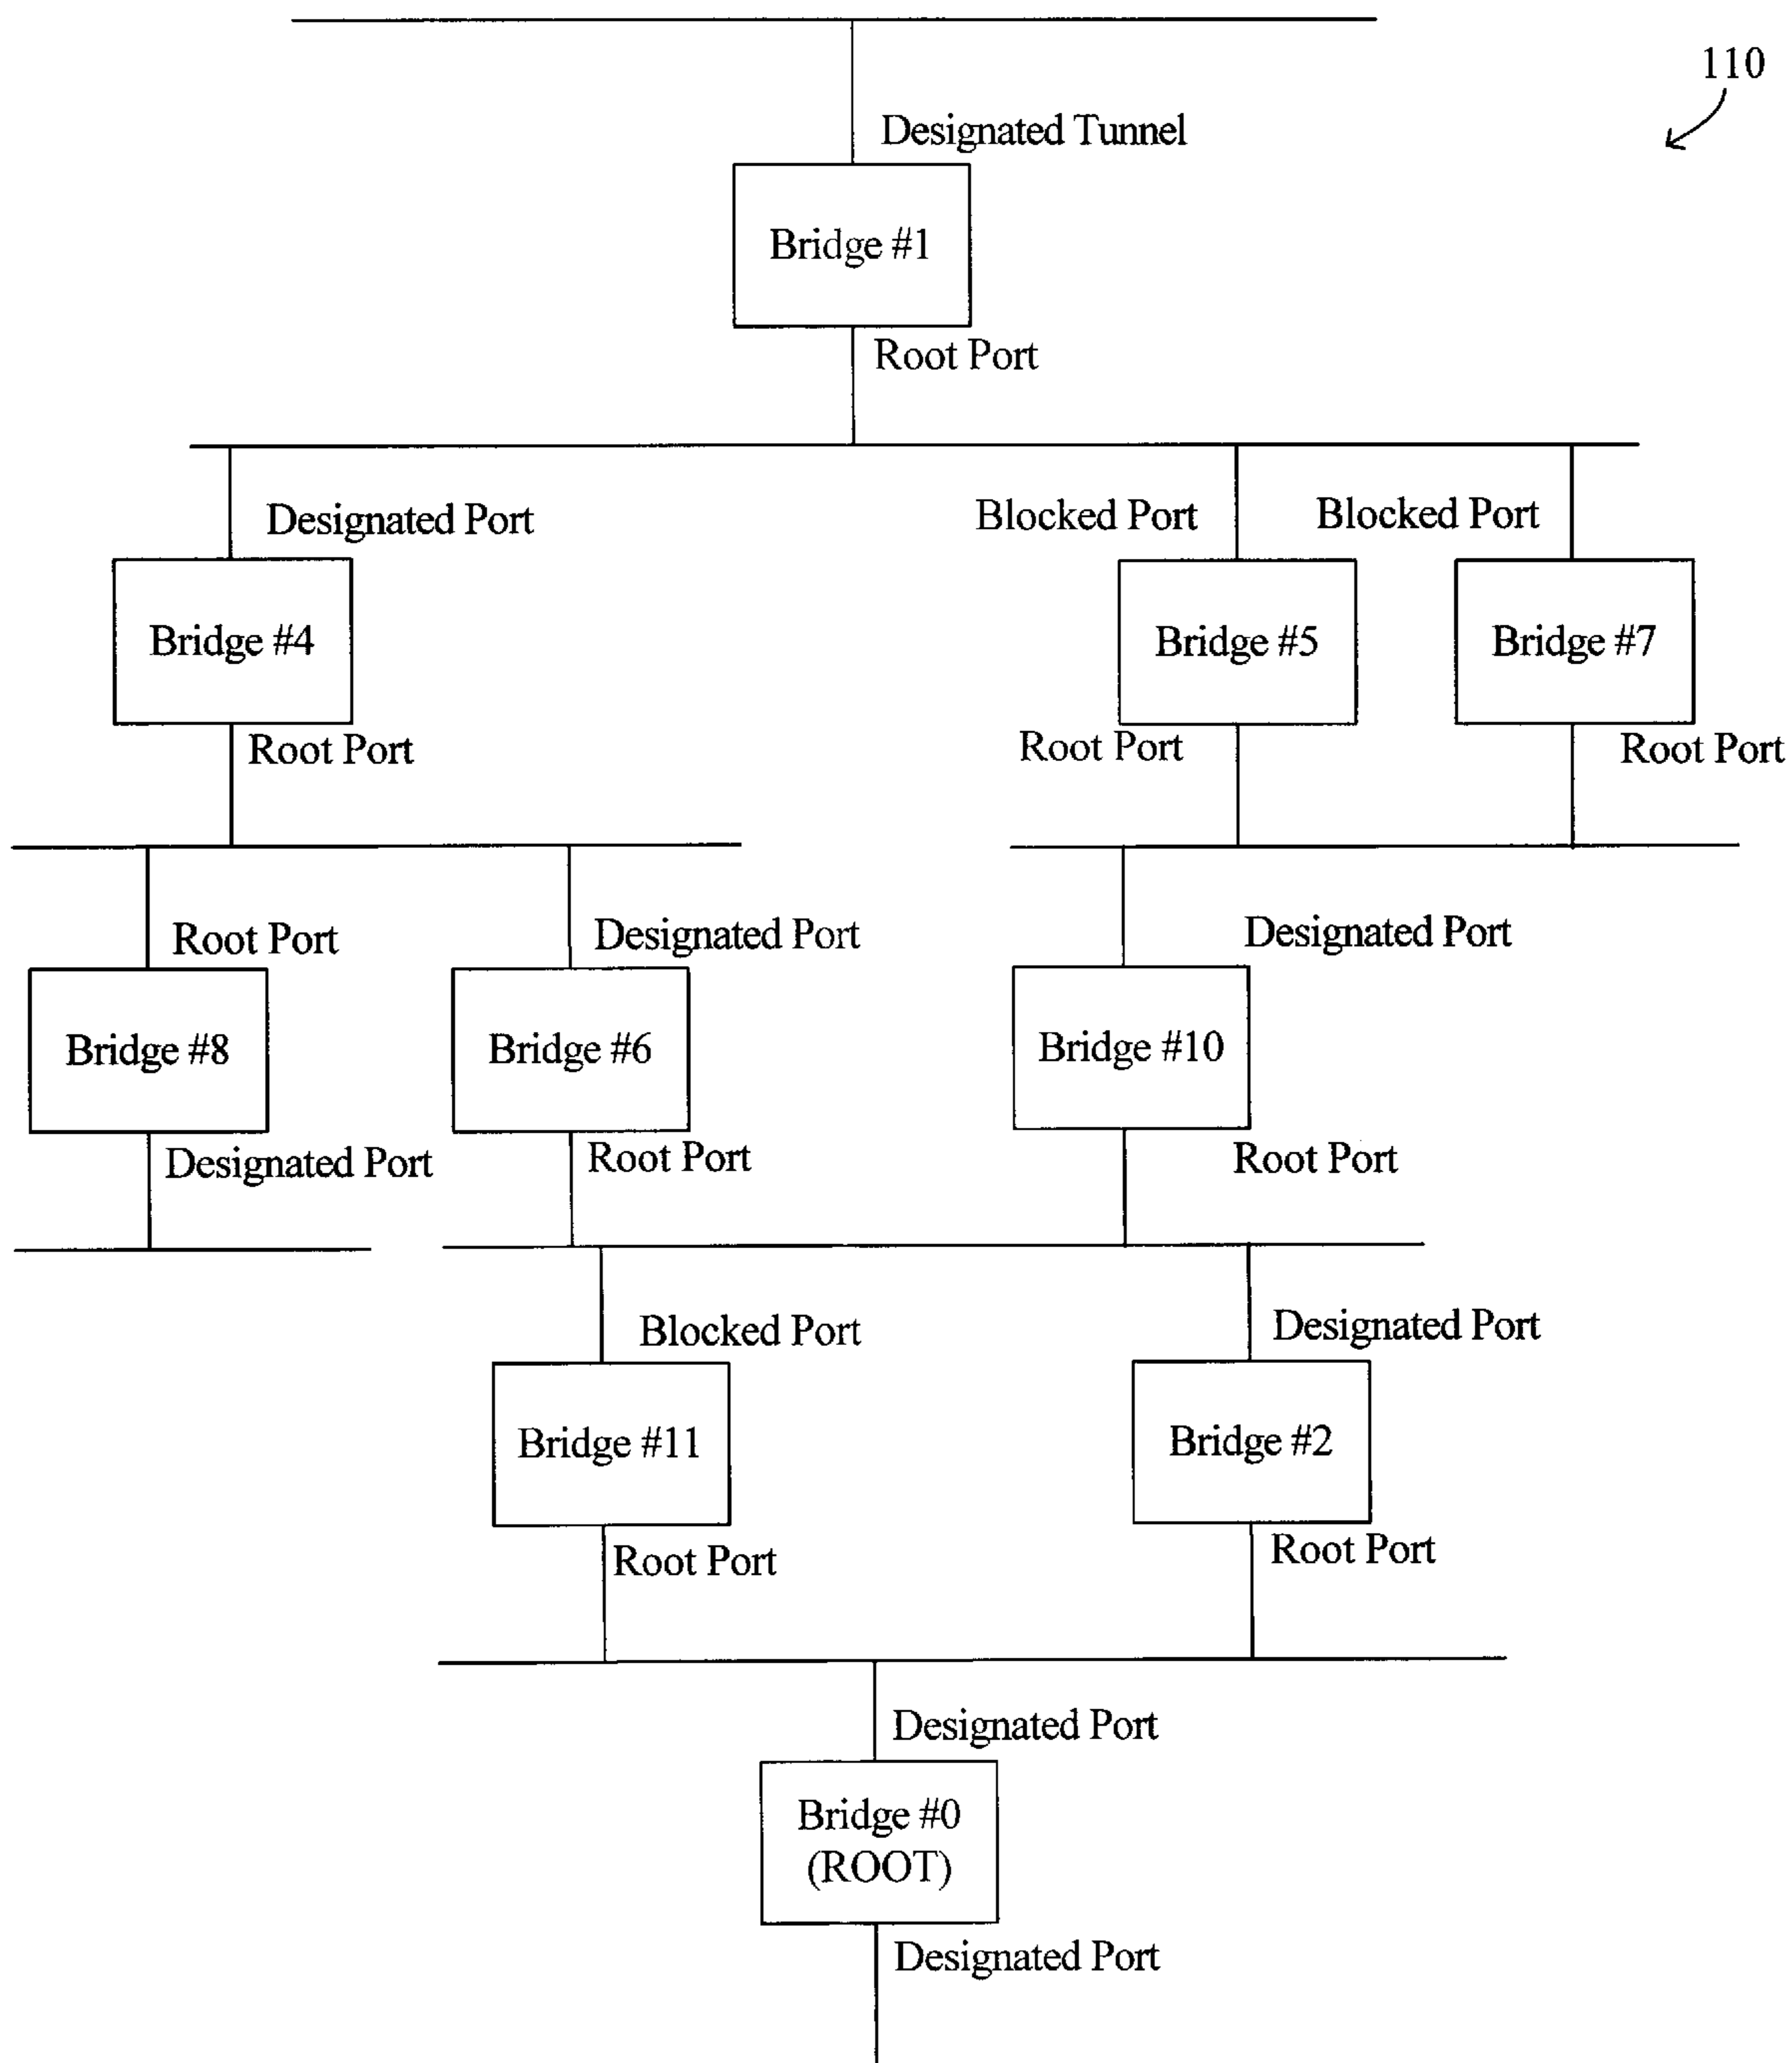 110
Designated Tunnel
Bridge #1
Root Port
Designated Port
Blocked Port
Blocked Port
Bridge #4
Bridge #5
Bridge #7
Root Port
Root Port
Root Port
Root Port
Designated Port
Designated Port
Bridge #8
Bridge #6
Bridge #10
Designated Port
Root Port
Root Port
Blocked Port
Designated Port
Bridge #11
Bridge #2
Root Port
Root Port
Designated Port
Bridge #0
(ROOT)
Designated Port